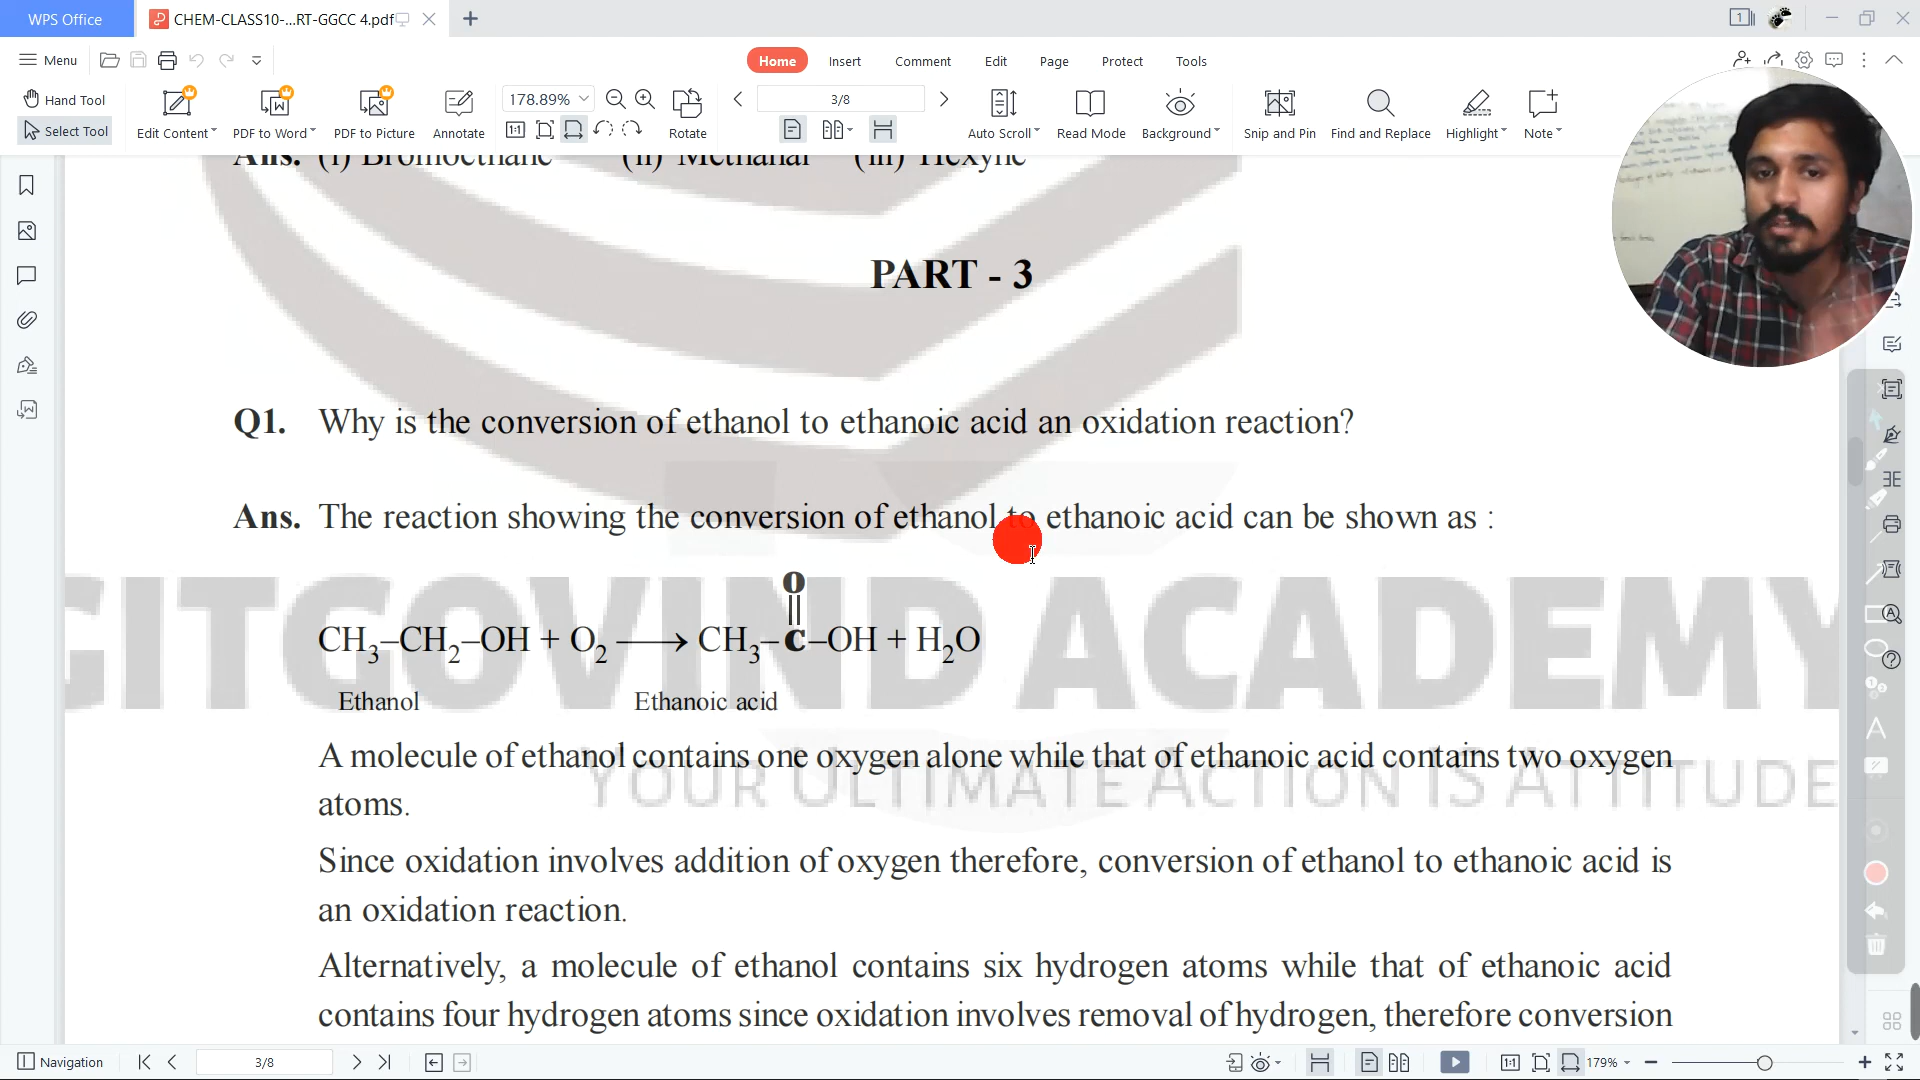 WPS Office
CHEM-CLASS10-...RT-GGCC 4.pdf
Menu
Home Insert Comment Edit Page Protect Tools
Hand Tool
Select Tool
Edit Content
PDF to Word
PDF to Picture
Annotate
178.89%
Rotate
3/8
Auto Scroll
Read Mode
Background
Snip and Pin
Find and Replace
Highlight
Note
Ans. (i) Bromoethane (ii) Methanal (iii) Hexyne
PART - 3
Q1. Why is the conversion of ethanol to ethanoic acid an oxidation reaction?
Ans. The reaction showing the conversion of ethanol to ethanoic acid can be shown as :
O
CH₃–CH₂–OH + O₂ ⟶ CH₃–C–OH + H₂O
Ethanol Ethanoic acid
A molecule of ethanol contains one oxygen alone while that of ethanoic acid contains two oxygen
atoms.
Since oxidation involves addition of oxygen therefore, conversion of ethanol to ethanoic acid is
an oxidation reaction.
Alternatively, a molecule of ethanol contains six hydrogen atoms while that of ethanoic acid
contains four hydrogen atoms since oxidation involves removal of hydrogen, therefore conversion
GITGOVIND ACADEMY
YOUR ULTIMATE ACTION IS ATTITUDE
Navigation
3/8
179%